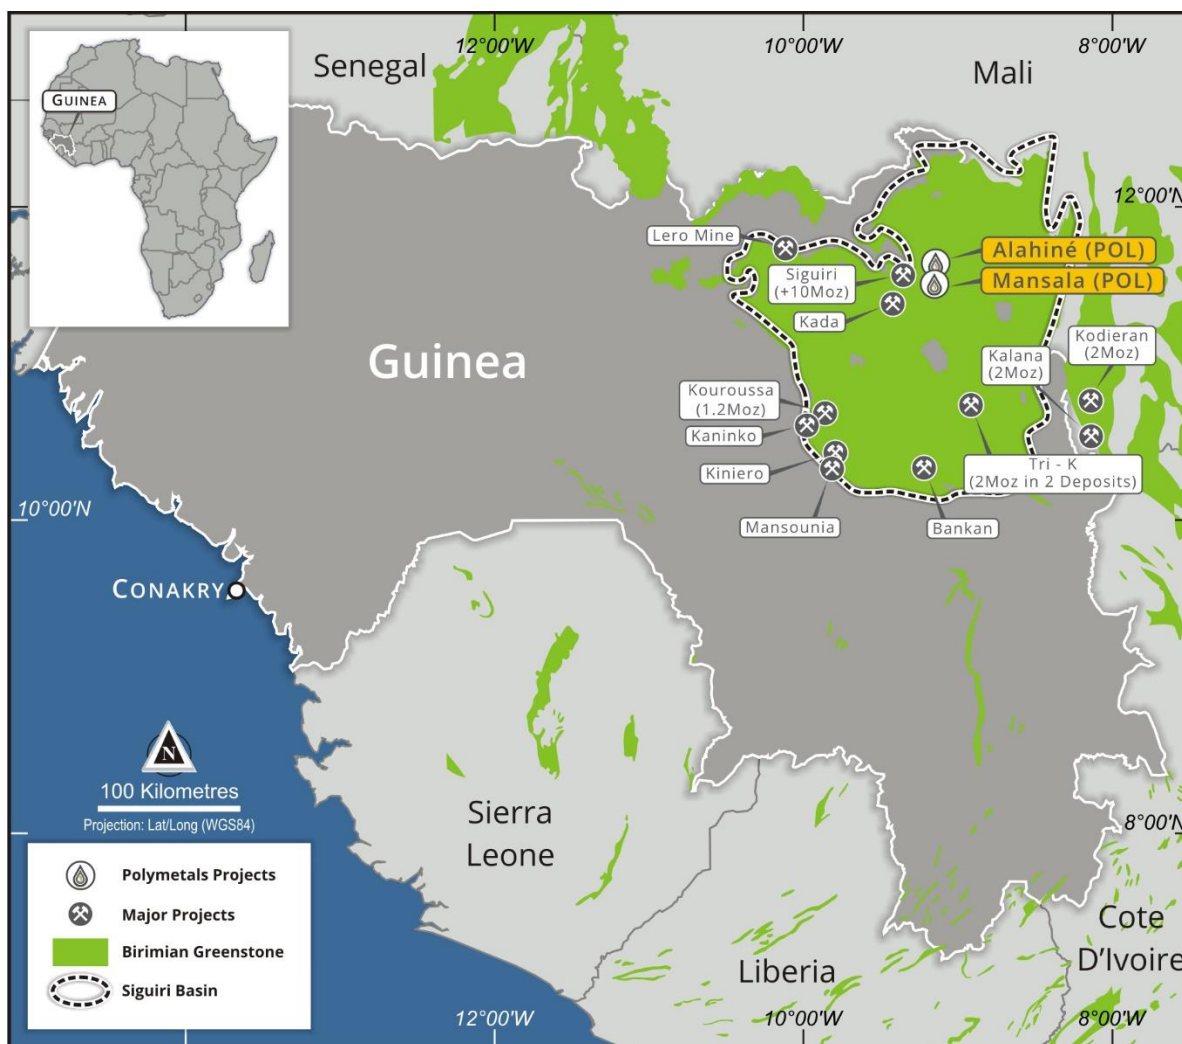 12°00'W
10°00'W
8°00'W
Senegal
Mali
GUINEA
12°00'N
Lero Mine
Alahiné (POL)
Siguiri
(+10Moz)
Mansala (POL)
Kada
Kodieran
(2Moz)
Guinea
Kalana
(2Moz)
Kouroussa
(1.2Moz)
Kaninko
Kiniero
Tri - K
(2Moz in 2 Deposits)
Mansounia
Bankan
10°00'N
CONAKRY
N
100 Kilometres
Projection: Lat/Long (WGS84)
Sierra
Leone
8°00'N
Polymetals Projects
Major Projects
Birimian Greenstone
Siguiri Basin
Cote
D'Ivoire
Liberia
12°00'W
10°00'W
8°00'W